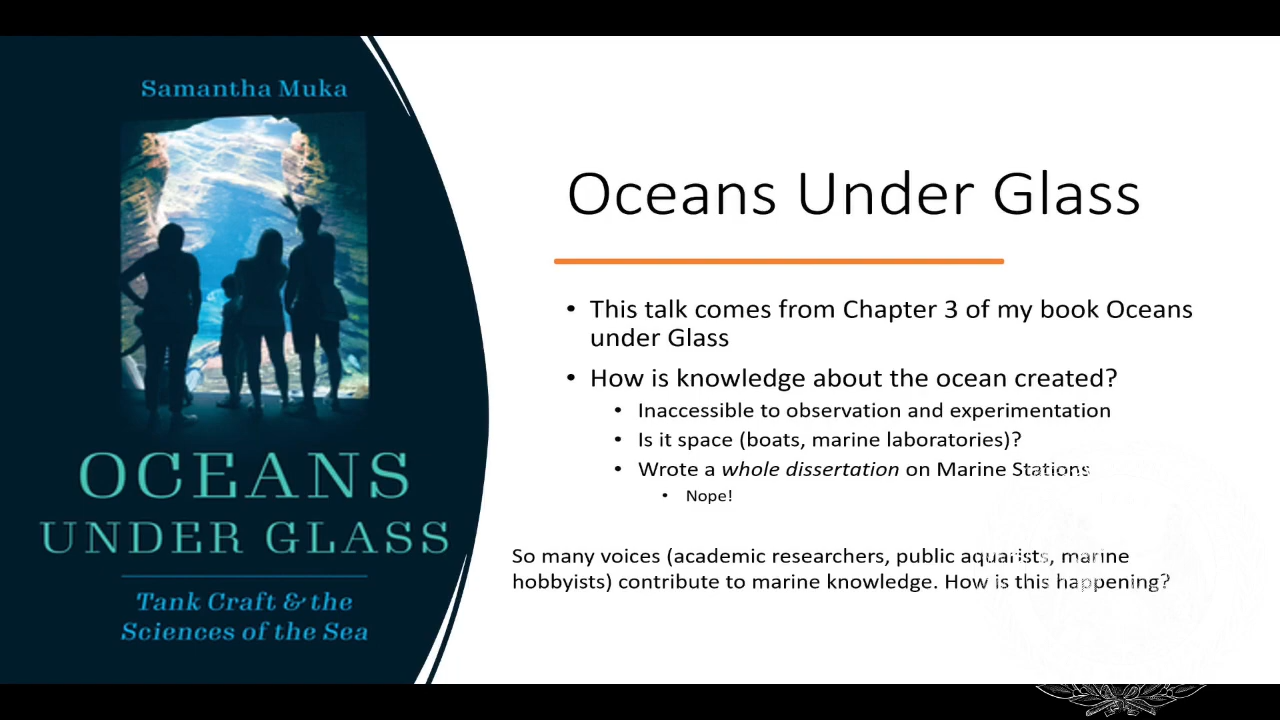 Samantha Muka
OCEANS
UNDER GLASS
Tank Craft & the
Sciences of the Sea
Oceans Under Glass
• This talk comes from Chapter 3 of my book Oceans
under Glass
• How is knowledge about the ocean created?
• Inaccessible to observation and experimentation
• Is it space (boats, marine laboratories)?
• Wrote a whole dissertation on Marine Stations
• Nope!
So many voices (academic researchers, public aquarists, marine
hobbyists) contribute to marine knowledge. How is this happening?